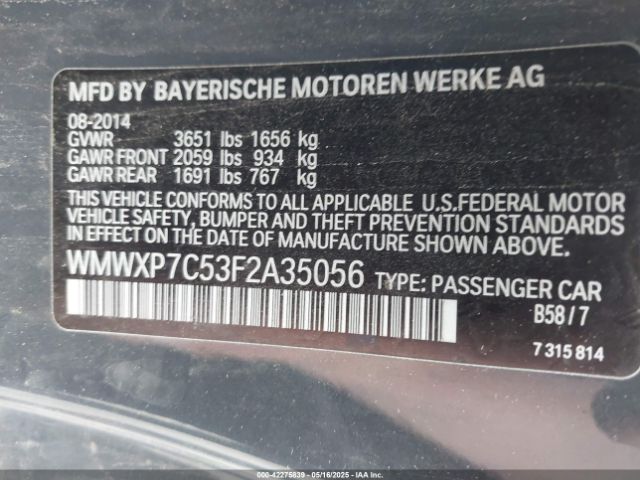 MFD BY BAYERISCHE MOTOREN WERKE AG
08-2014
GVWR 3651 lbs 1656 kg
GAWR FRONT 2059 lbs 934 kg
GAWR REAR 1691 lbs 767 kg
THIS VEHICLE CONFORMS TO ALL APPLICABLE U.S.FEDERAL MOTOR
VEHICLE SAFETY, BUMPER AND THEFT PREVENTION STANDARDS
IN EFFECT ON THE DATE OF MANUFACTURE SHOWN ABOVE.
WMWXP7C53F2A35056 TYPE: PASSENGER CAR
B58/7
7 315 814
000-42275839 05/16/2025 IAAI.COM